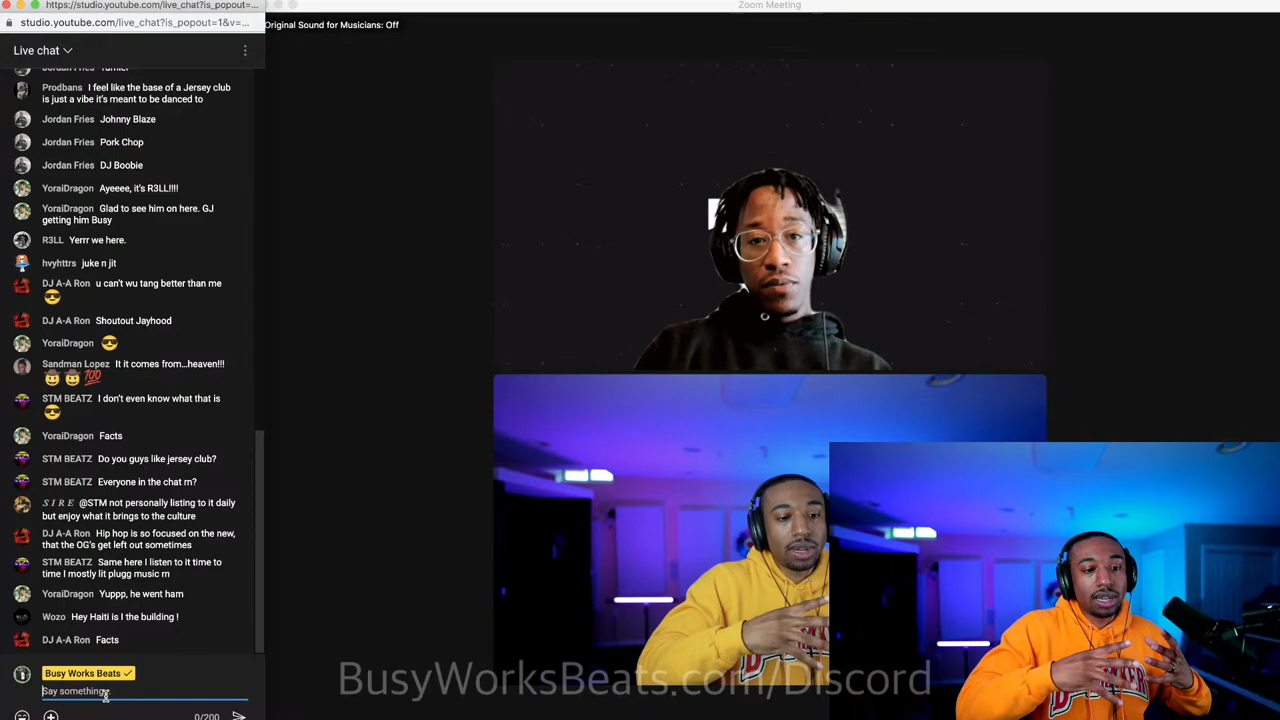 https://studio.youtube.com/live_chat?is_popout=...
studio.youtube.com/live_chat?is_popout=1&v=...
Zoom Meeting
Original Sound for Musicians: Off
Live chat
Jordan Fries
Prodbans I feel like the base of a Jersey club
is just a vibe it's meant to be danced to
Jordan Fries Johnny Blaze
Jordan Fries Pork Chop
Jordan Fries DJ Boobie
YoraiDragon Ayeeee, it's R3LL!!!!
YoraiDragon Glad to see him on here. GJ
getting him Busy
R3LL Yerrr we here.
hvyhttrs juke n jit
DJ A-A Ron u can't wu tang better than me
😎
DJ A-A Ron Shoutout Jayhood
YoraiDragon 😎
Sandman Lopez It it comes from...heaven!!!
🤠 🤠 💯
STM BEATZ I don't even know what that is
😎
YoraiDragon Facts
STM BEATZ Do you guys like jersey club?
STM BEATZ Everyone in the chat rn?
𝑆 𝐼 𝑅 𝐸 @STM not personally listing to it daily
but enjoy what it brings to the culture
DJ A-A Ron Hip hop is so focused on the new,
that the OG's get left out sometimes
STM BEATZ Same here I listen to it time to
time I mostly lit plugg music rn
YoraiDragon Yuppp, he went ham
Wozo Hey Haiti is I the building !
DJ A-A Ron Facts
Busy Works Beats ✓
Say something...
0/200
BusyWorksBeats.com/Discord